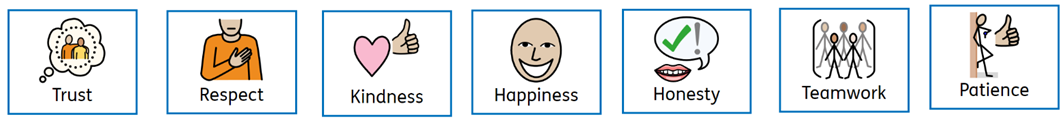 Trust
Respect
Kindness
Happiness
Honesty
Teamwork
Patience